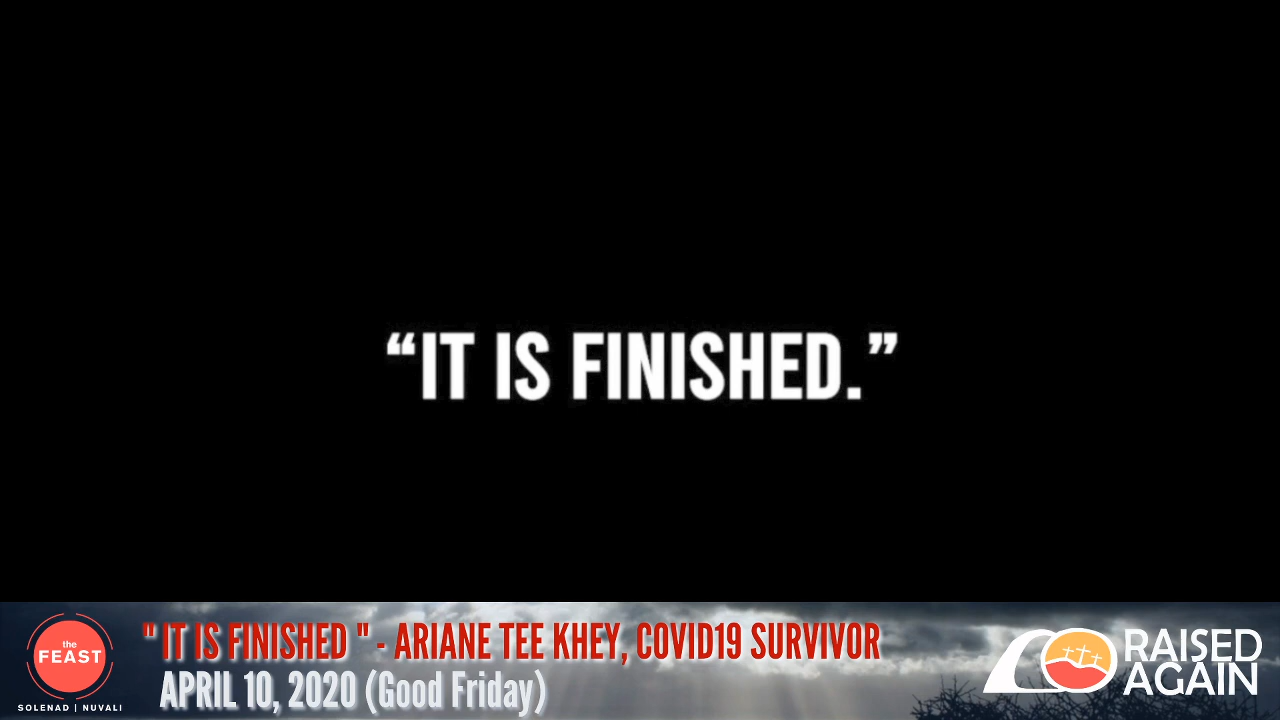 “IT IS FINISHED.”
the
FEAST
SOLENAD | NUVALI
" IT IS FINISHED " - ARIANE TEE KHEY, COVID19 SURVIVOR
APRIL 10, 2020 (Good Friday)
RAISED
AGAIN